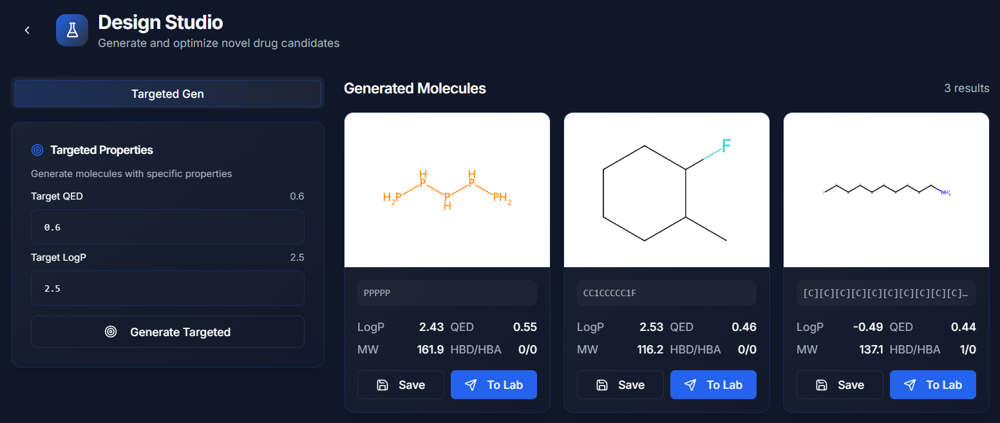 Design Studio
Generate and optimize novel drug candidates
Targeted Gen
Targeted Properties
Generate molecules with specific properties
Target QED 0.6
0.6
Target LogP 2.5
2.5
Generate Targeted
Generated Molecules 3 results
H₂P PH PH PH PH₂
PPPPP
LogP 2.43 QED 0.55
MW 161.9 HBD/HBA 0/0
Save To Lab
F
CC1CCCCC1F
LogP 2.53 QED 0.46
MW 116.2 HBD/HBA 0/0
Save To Lab
[C][C][C][C][C][C][C][C][C][C]…
LogP -0.49 QED 0.44
MW 137.1 HBD/HBA 1/0
Save To Lab